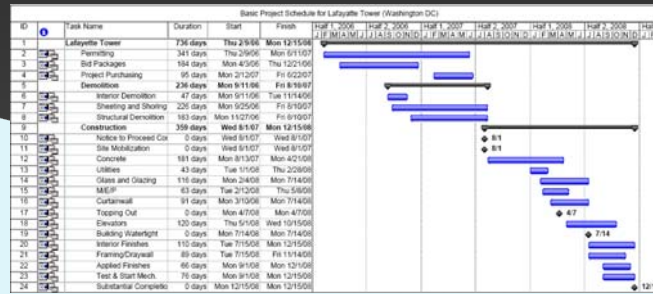 Basic Project Schedule for Lafayette Tower (Washington DC)
ID Task Name Duration Start Finish Half 1, 2006 Half 2, 2006 Half 1, 2007 Half 2, 2007 Half 1, 2008 Half 2, 2008 Hal
J F M A M J J A S O N D J F M A M J J A S O N D J F M A M J J A S O N D J
1 Lafayette Tower 736 days Thu 2/9/06 Mon 12/15/08
2 Permitting 341 days Thu 2/9/06 Mon 6/11/07
3 Bid Packages 184 days Mon 4/3/06 Thu 12/21/06
4 Project Purchasing 95 days Mon 2/12/07 Fri 6/22/07
5 Demolition 236 days Mon 9/11/06 Fri 8/10/07
6 Interior Demolition 47 days Mon 9/11/06 Tue 11/14/06
7 Sheeting and Shoring 226 days Mon 9/25/06 Fri 8/10/07
8 Structural Demolition 183 days Mon 11/27/06 Fri 8/10/07
9 Construction 359 days Wed 8/1/07 Mon 12/15/08
10 Notice to Proceed Cor 0 days Wed 8/1/07 Wed 8/1/07 8/1
11 Site Mobilization 0 days Wed 8/1/07 Wed 8/1/07 8/1
12 Concrete 181 days Mon 8/13/07 Mon 4/21/08
13 Utilities 43 days Tue 1/1/08 Thu 2/28/08
14 Glass and Glazing 116 days Mon 2/4/08 Mon 7/14/08
15 M/E/P 63 days Tue 2/12/08 Thu 5/8/08
16 Curtainwall 91 days Mon 3/10/08 Mon 7/14/08
17 Topping Out 0 days Mon 4/7/08 Mon 4/7/08 4/7
18 Elevators 120 days Thu 5/1/08 Wed 10/15/08
19 Building Watertight 0 days Mon 7/14/08 Mon 7/14/08 7/14
20 Interior Finishes 110 days Tue 7/15/08 Mon 12/15/08
21 Framing/Draywall 89 days Tue 7/15/08 Fri 11/14/08
22 Applied Finishes 66 days Mon 9/1/08 Mon 12/1/08
23 Test & Start Mech. 76 days Mon 9/1/08 Mon 12/15/08
24 Substantial Completio 0 days Mon 12/15/08 Mon 12/15/08 12/1